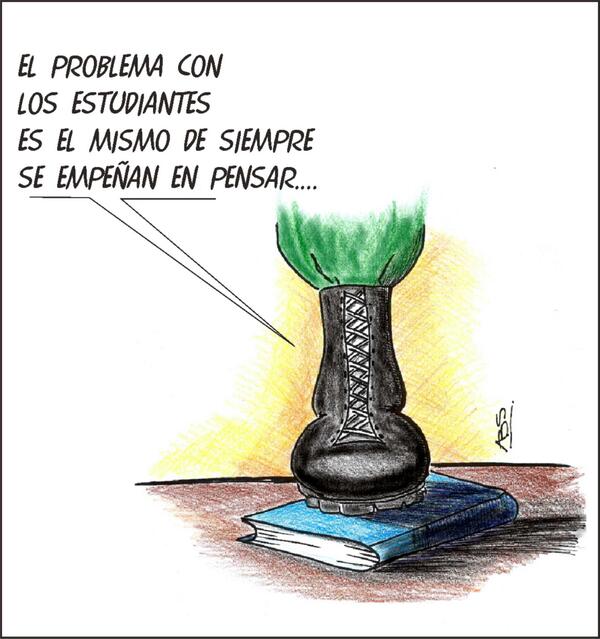 EL PROBLEMA CON
LOS ESTUDIANTES
ES EL MISMO DE SIEMPRE
SE EMPEÑAN EN PENSAR....